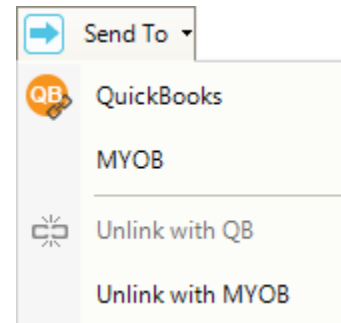 Send To
QB QuickBooks
MYOB
Unlink with QB
Unlink with MYOB